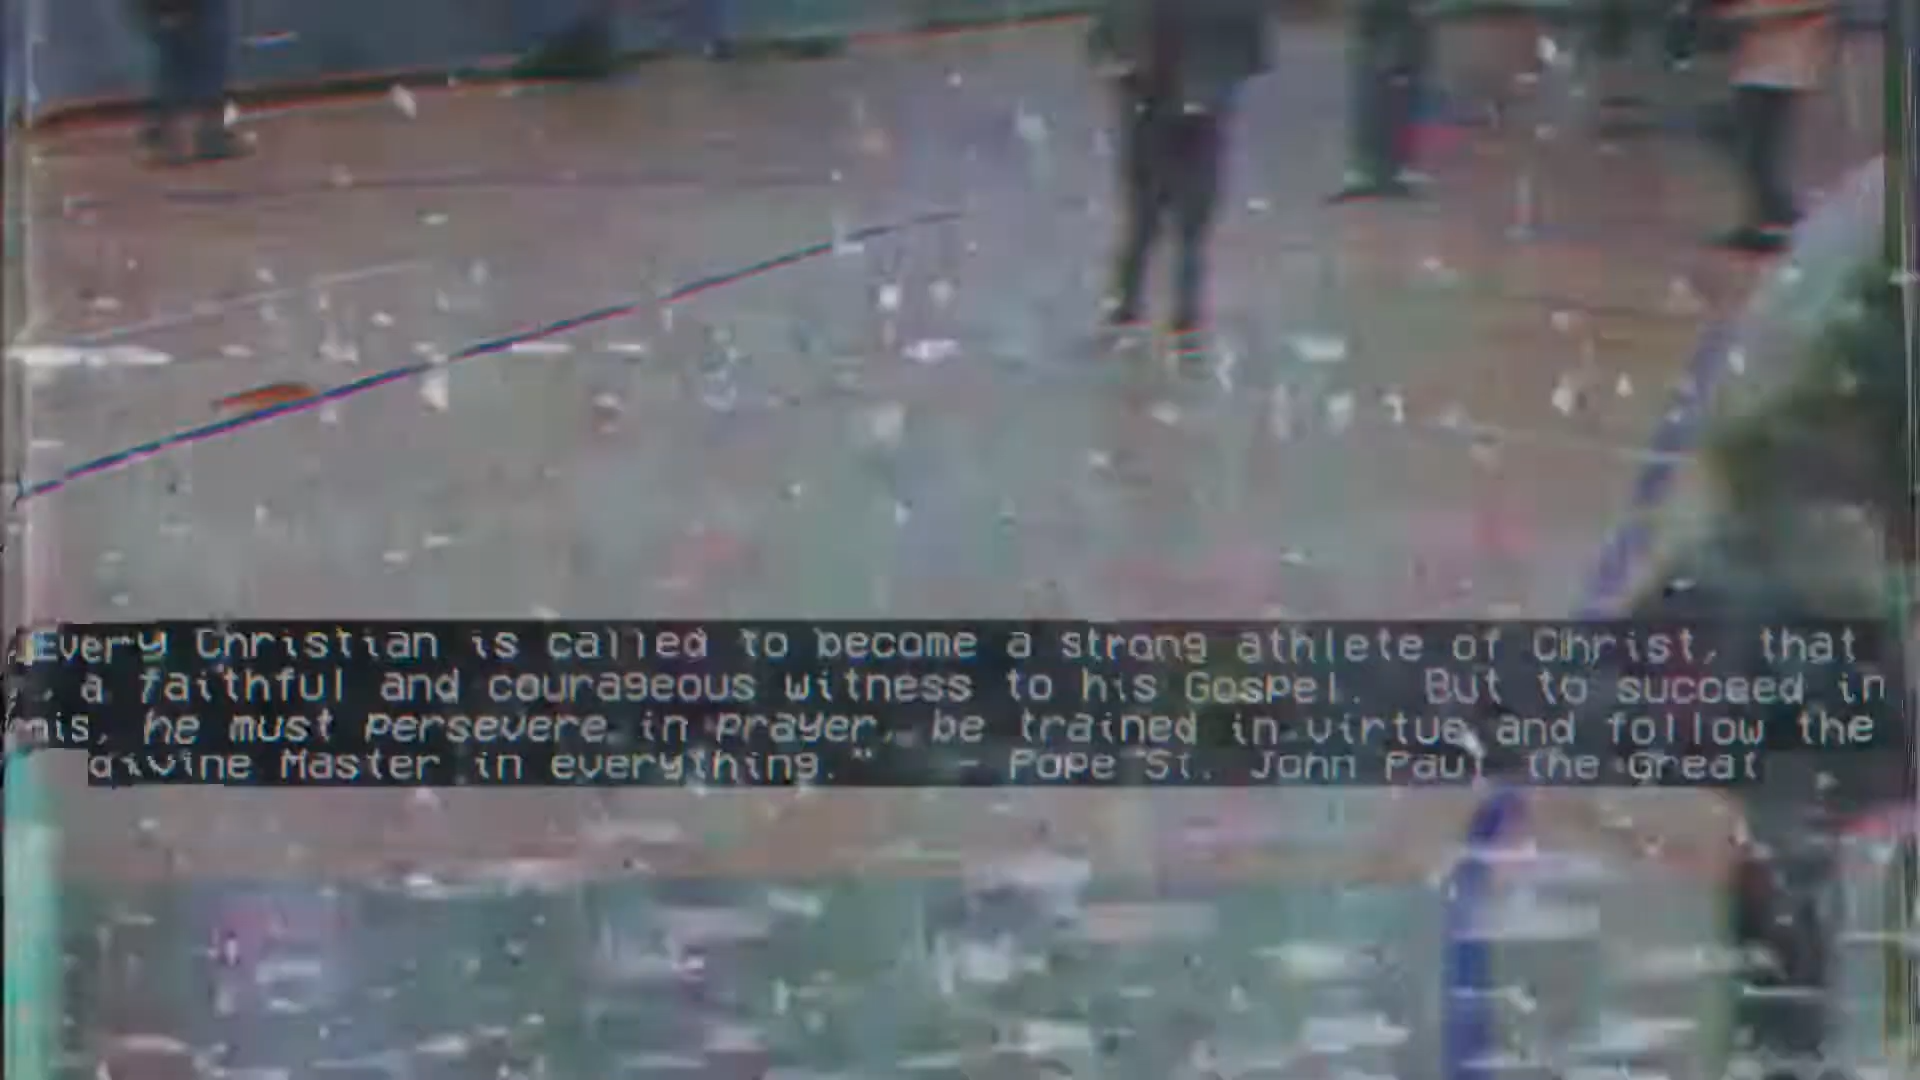 "Every Christian is called to become a strong athlete of Christ, that
, a faithful and courageous witness to his Gospel. But to succeed in
this, he must persevere in prayer, be trained in virtue and follow the
divine Master in everything." - Pope St. John Paul the Great